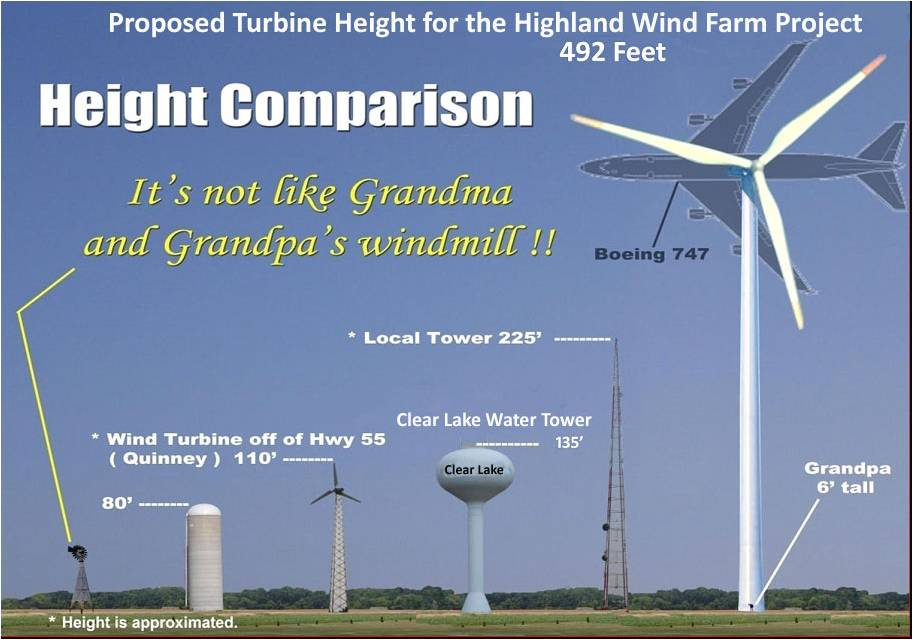 Proposed Turbine Height for the Highland Wind Farm Project
492 Feet
Height Comparison
It's not like Grandma
and Grandpa's windmill !!
Boeing 747
* Local Tower 225' ----------
Clear Lake Water Tower
---------- 135'
* Wind Turbine off of Hwy 55
( Quinney ) 110' --------
Clear Lake
Grandpa
6' tall
80' --------
* Height is approximated.